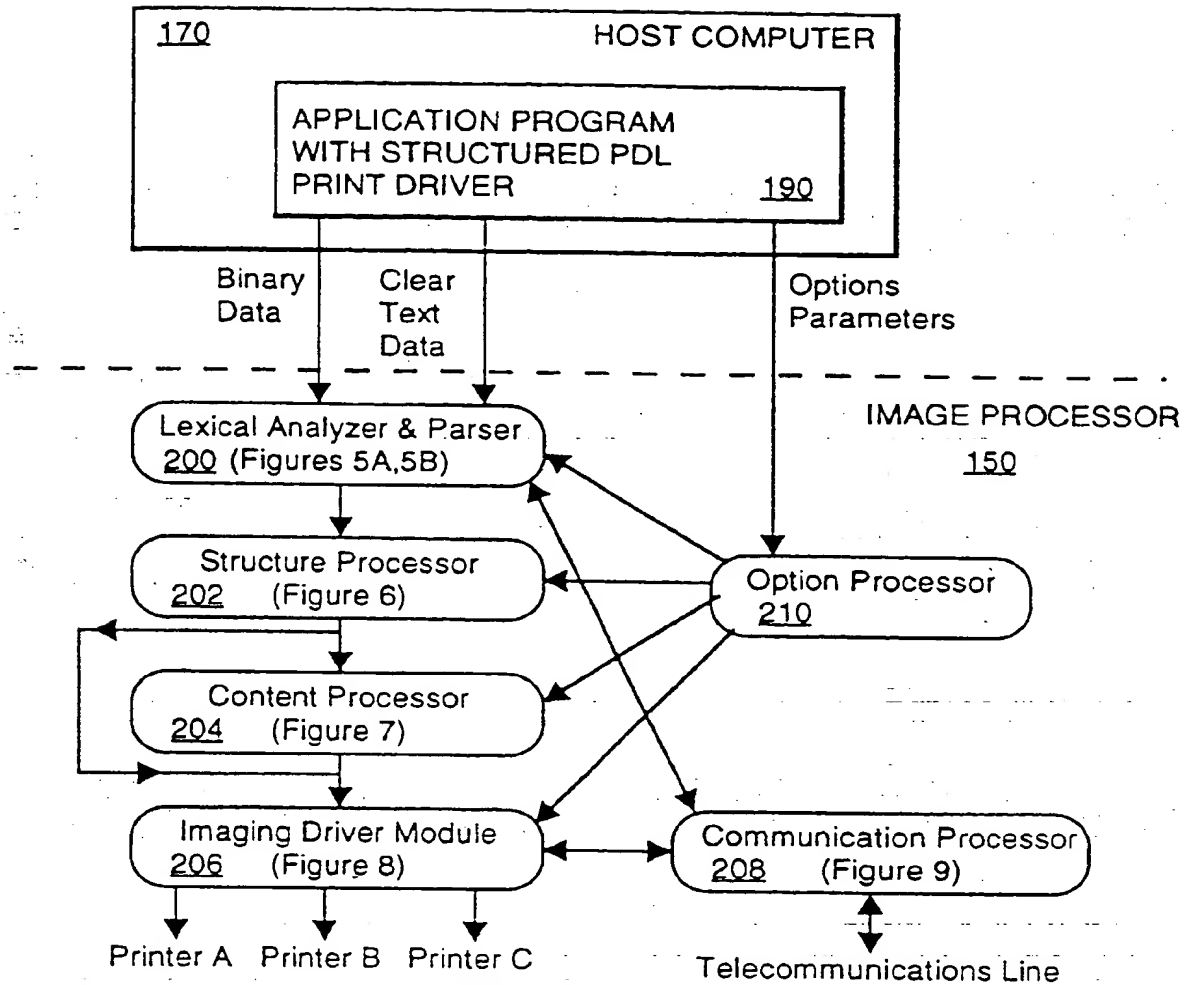 170 HOST COMPUTER
APPLICATION PROGRAM
WITH STRUCTURED PDL
PRINT DRIVER 190
Binary
Data
Clear
Text
Data
Options
Parameters
IMAGE PROCESSOR
150
Lexical Analyzer & Parser
200 (Figures 5A,5B)
Structure Processor
202 (Figure 6)
Option Processor
210
Content Processor
204 (Figure 7)
Imaging Driver Module
206 (Figure 8)
Communication Processor
208 (Figure 9)
Printer A Printer B Printer C
Telecommunications Line